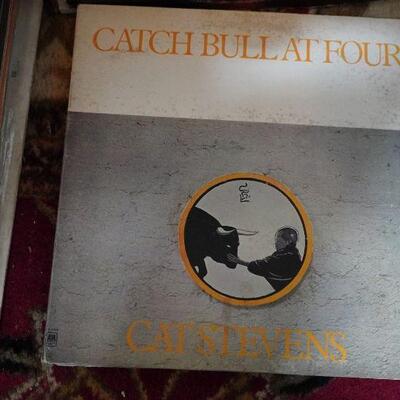 CATCH BULL AT FOUR
CAT STEVENS